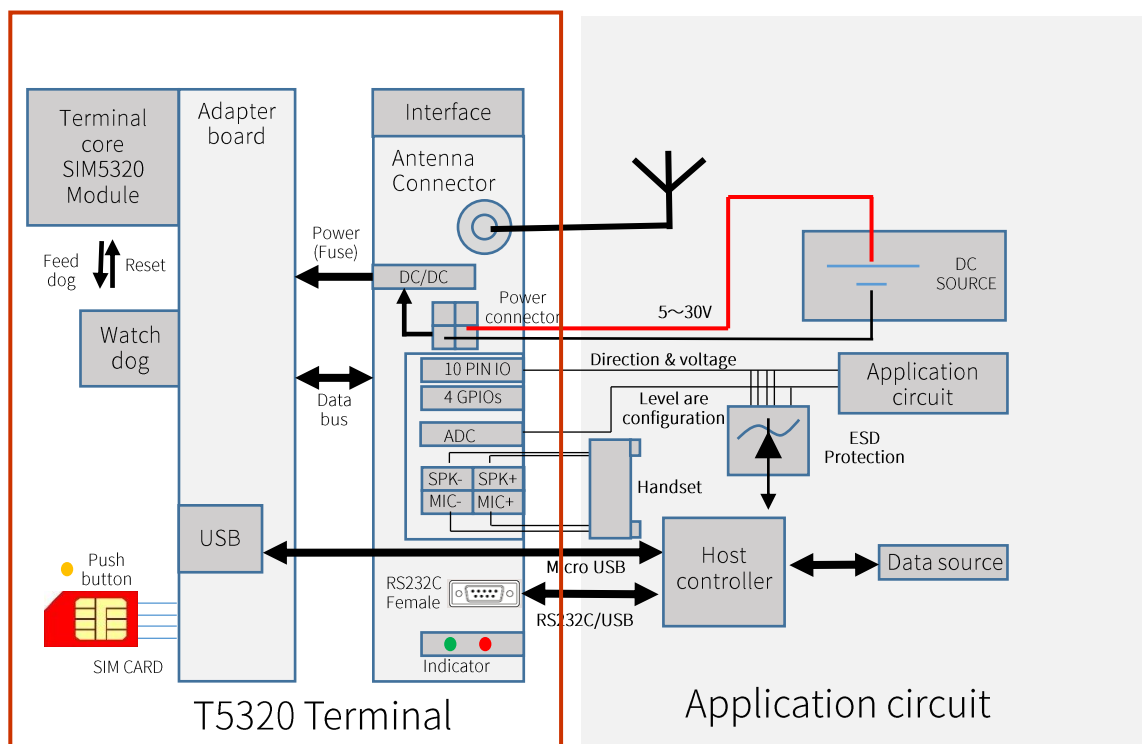 Terminal
core
SIM5320
Module
Adapter
board
Interface
Antenna
Connector
Feed
dog
Reset
Power
(Fuse)
DC/DC
Power
connector
5～30V
DC
SOURCE
Watch
dog
Data
bus
10 PIN IO
4 GPIOs
ADC
SPK-
SPK+
MIC-
MIC+
Direction & voltage
Level are
configuration
Application
circuit
ESD
Protection
Handset
USB
Push
button
SIM CARD
Micro USB
RS232C
Female
RS232C/USB
Indicator
Host
controller
Data source
T5320 Terminal
Application circuit